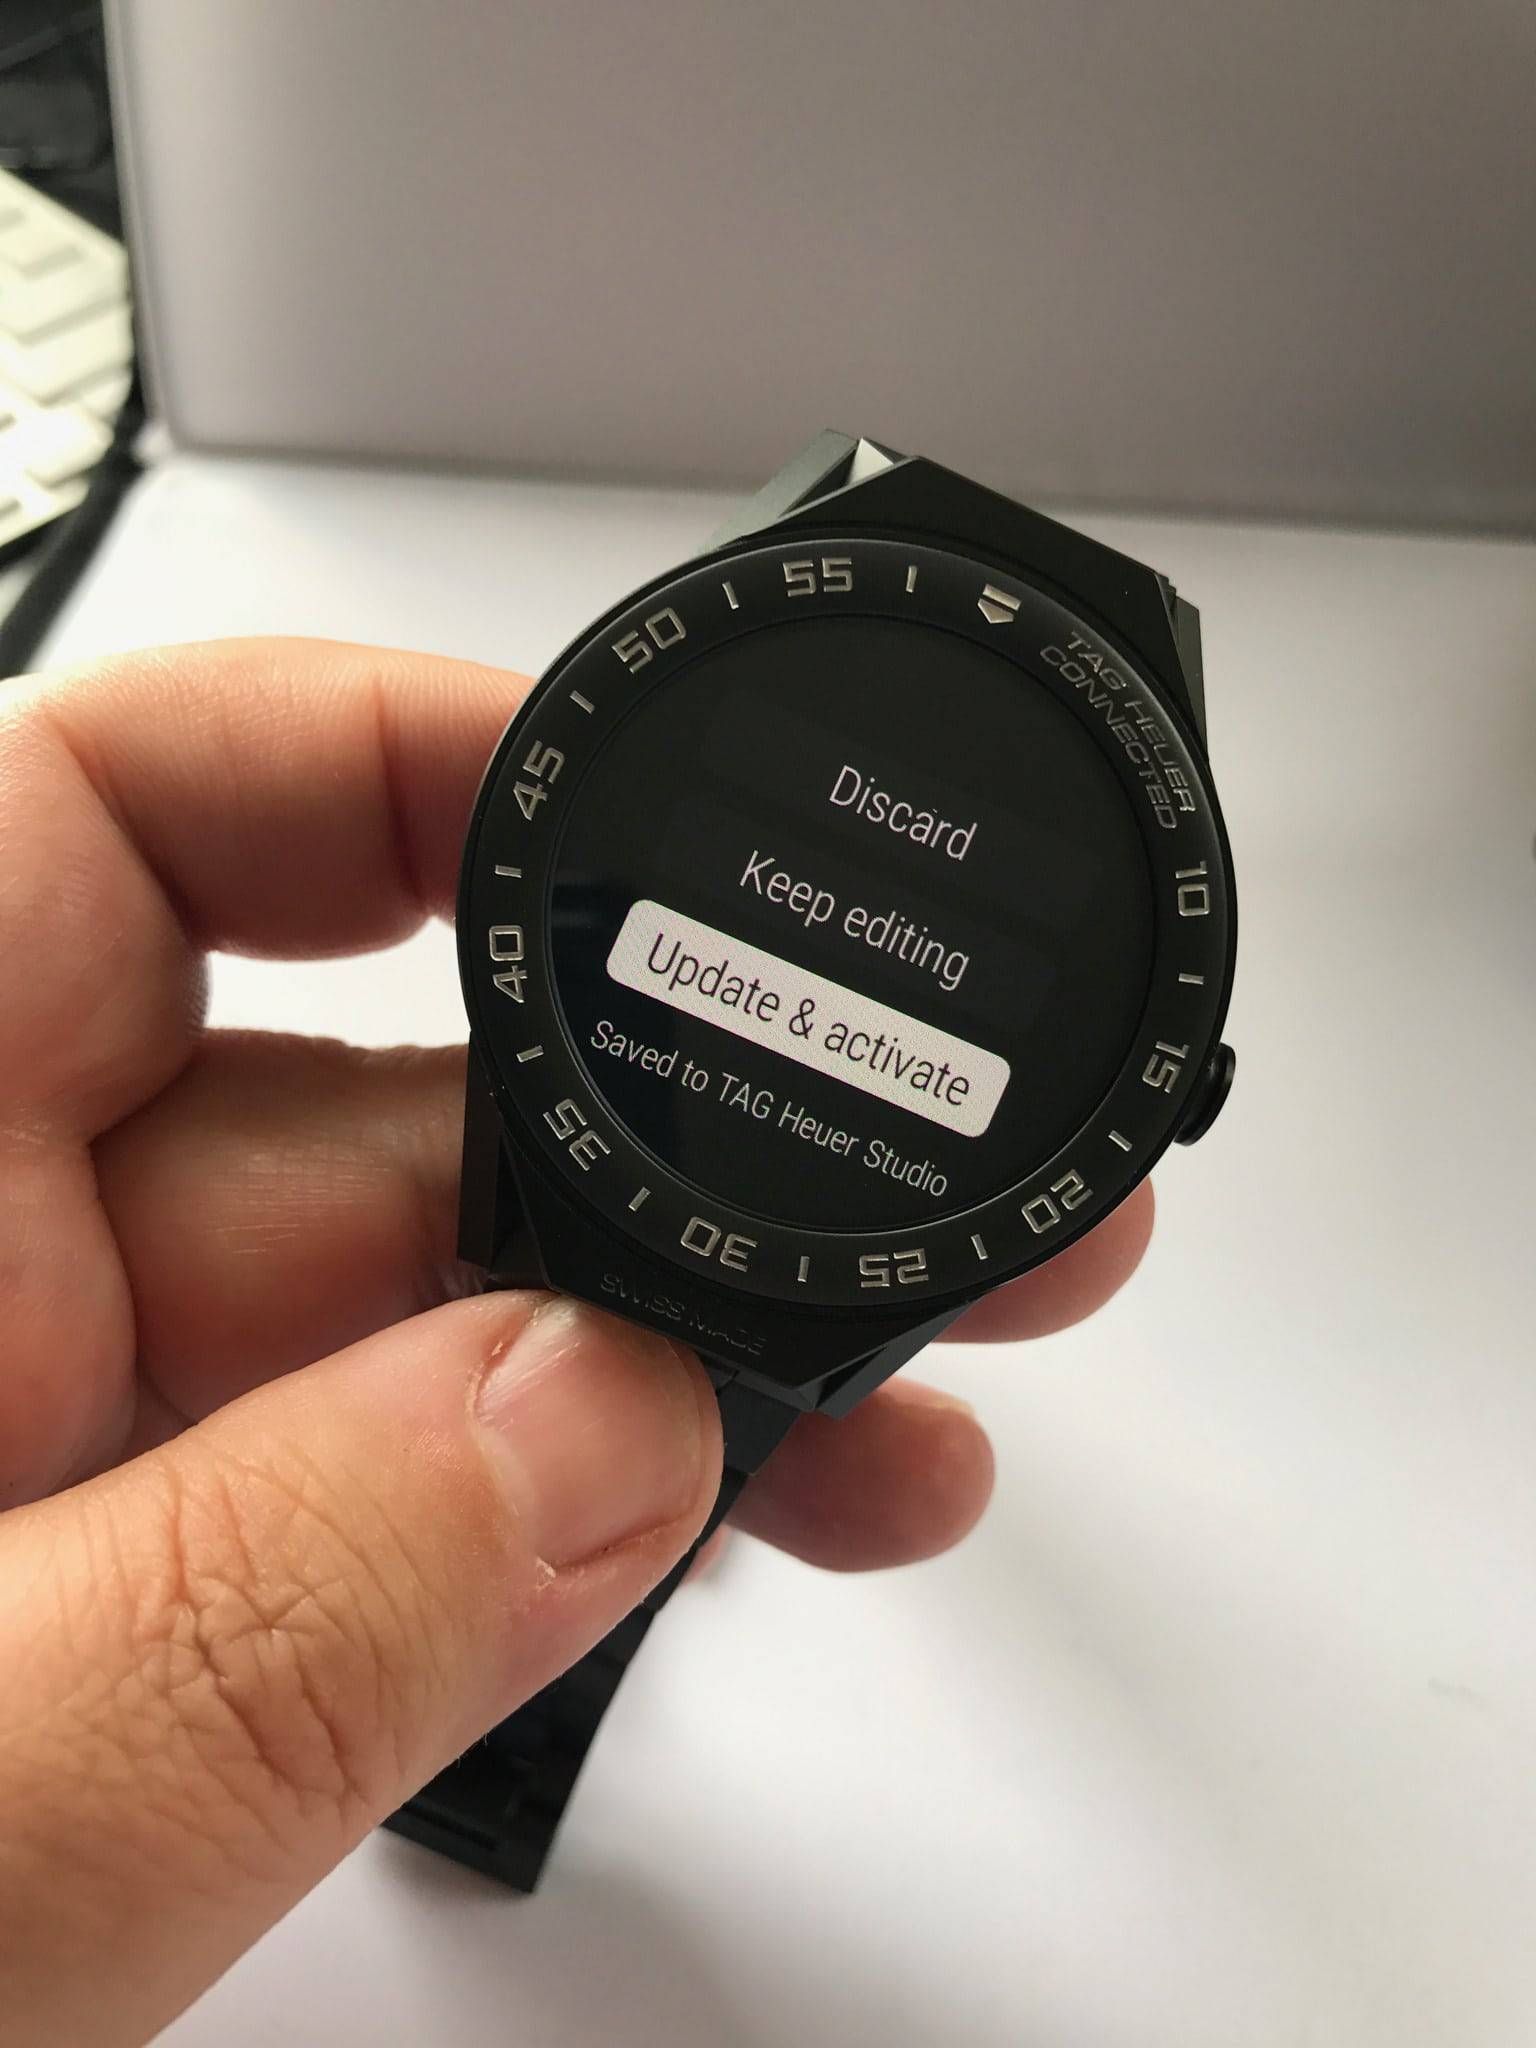 Discard
Keep editing
Update & activate
Saved to TAG Heuer Studio
TAG HEUER
CONNECTED
10
15
20
25
30
35
40
45
50
55
SWISS MADE